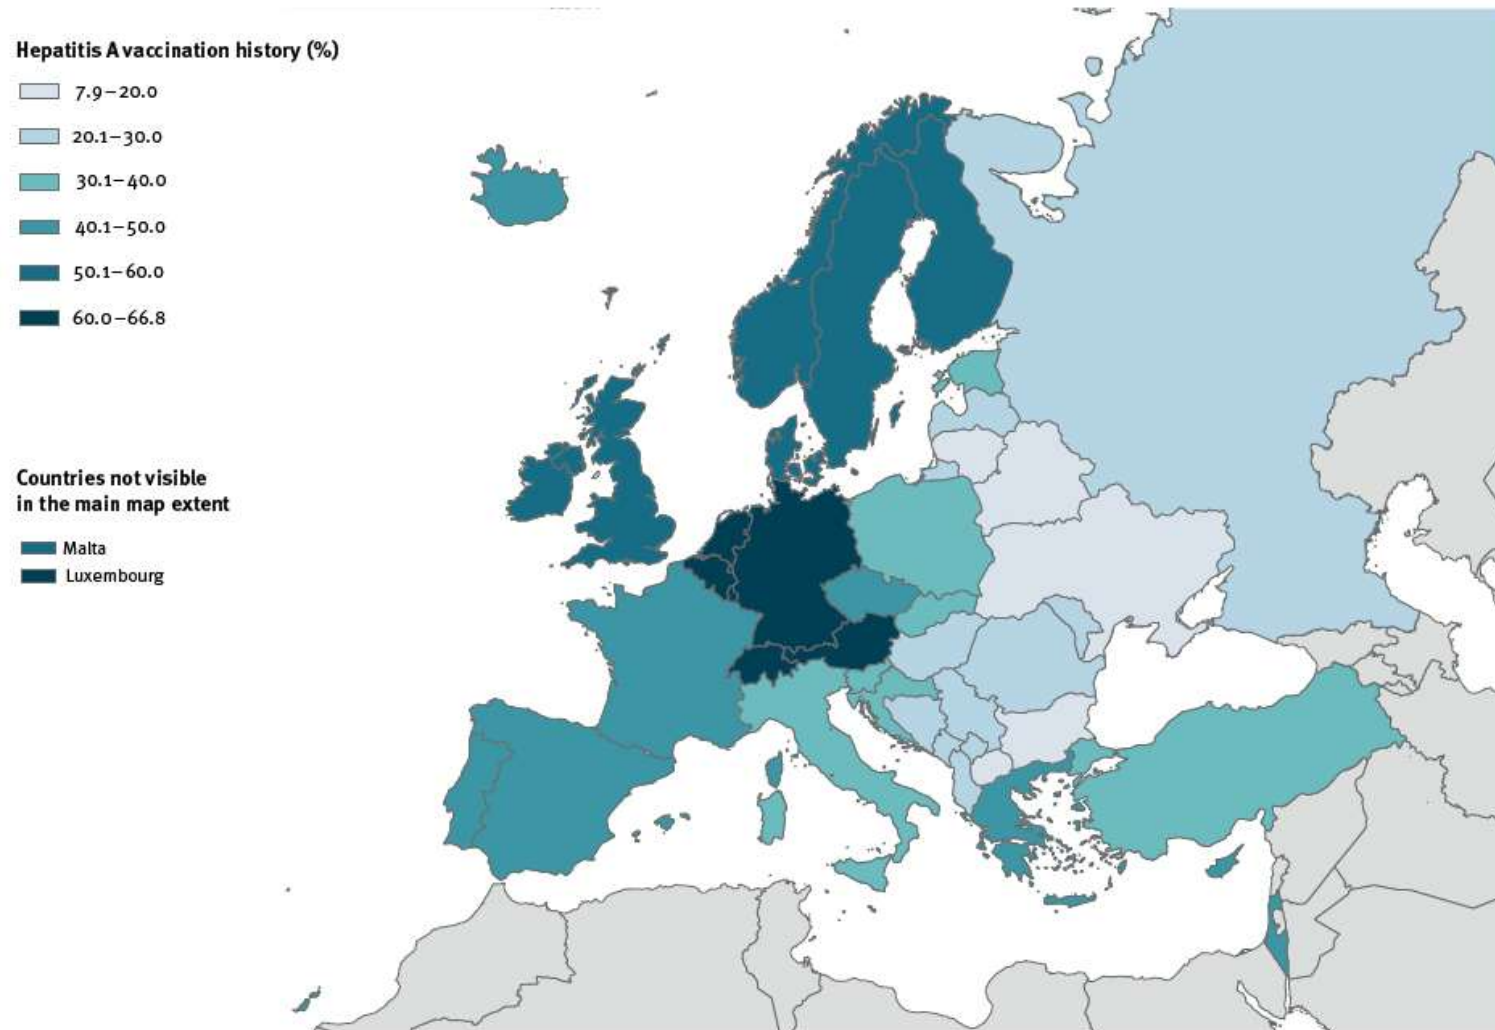 Hepatitis A vaccination history (%)
7.9–20.0
20.1–30.0
30.1–40.0
40.1–50.0
50.1–60.0
60.0–66.8
Countries not visible
in the main map extent
Malta
Luxembourg